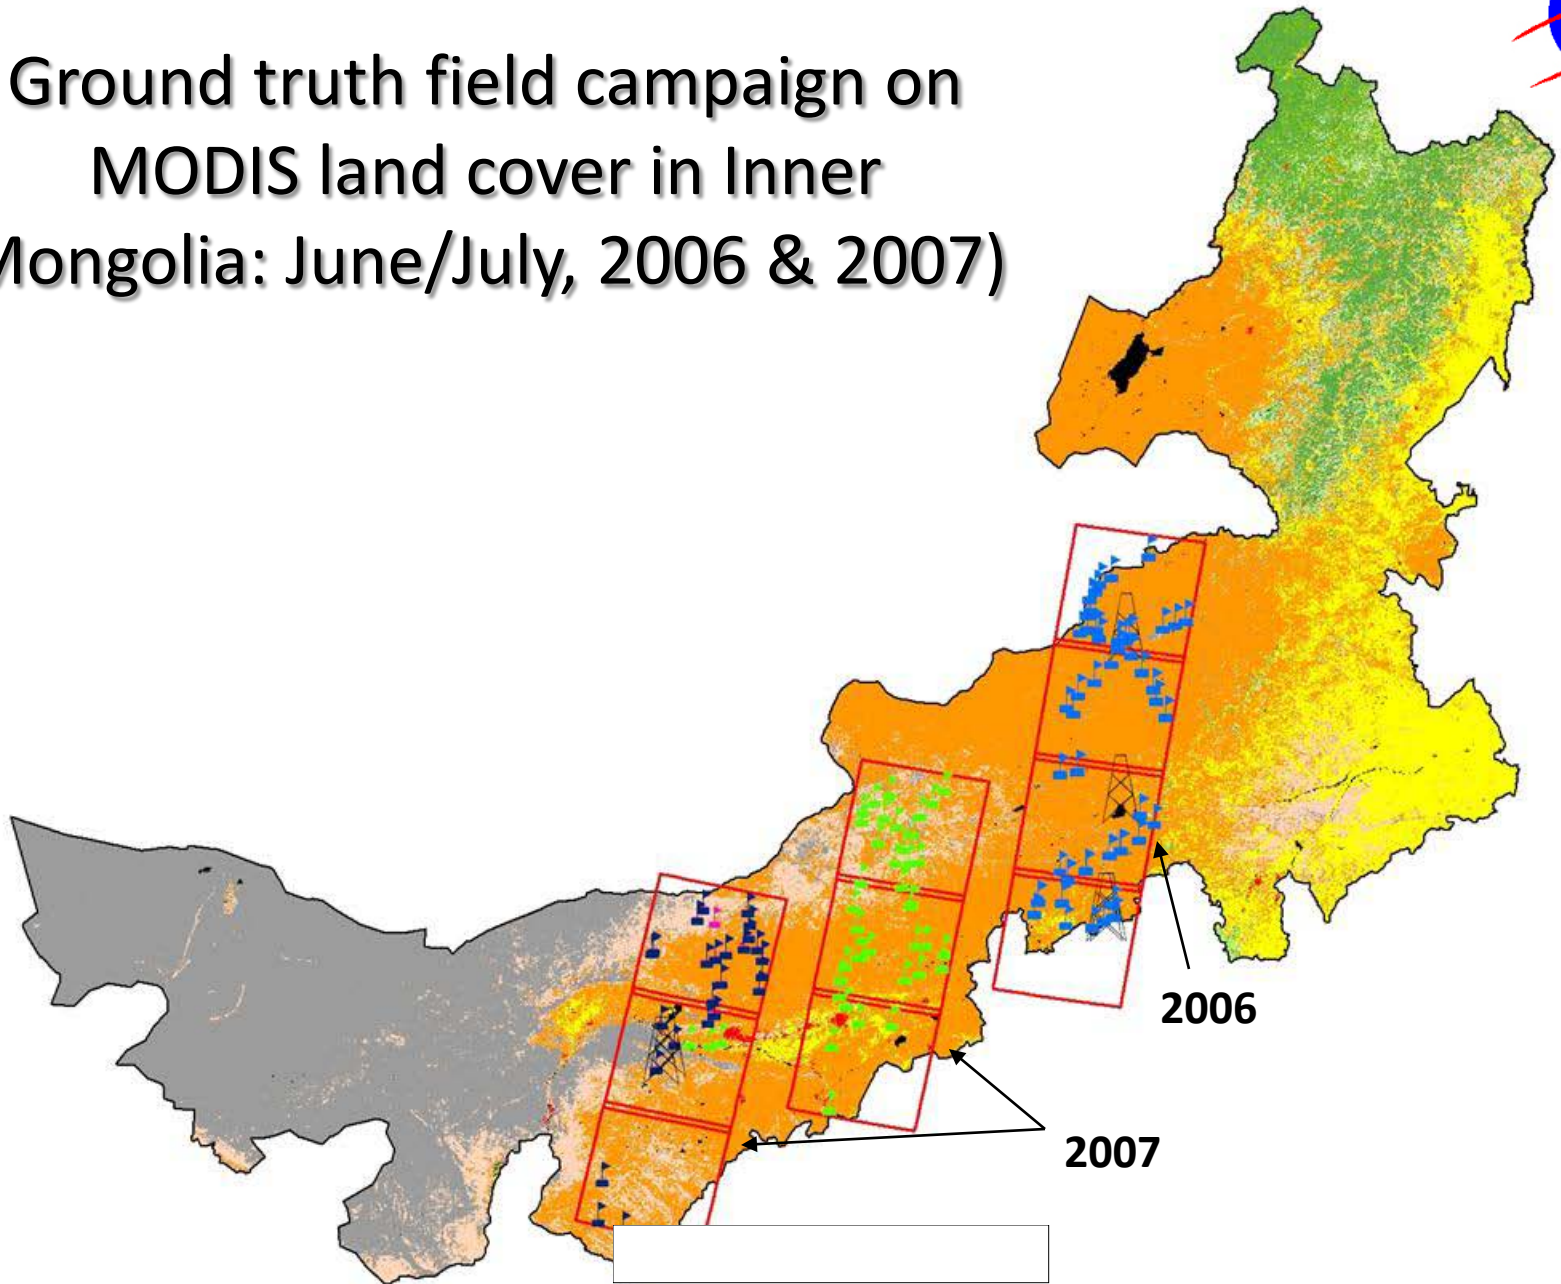 Ground truth field campaign on
MODIS land cover in Inner
Mongolia: June/July, 2006 & 2007)
2006
2007